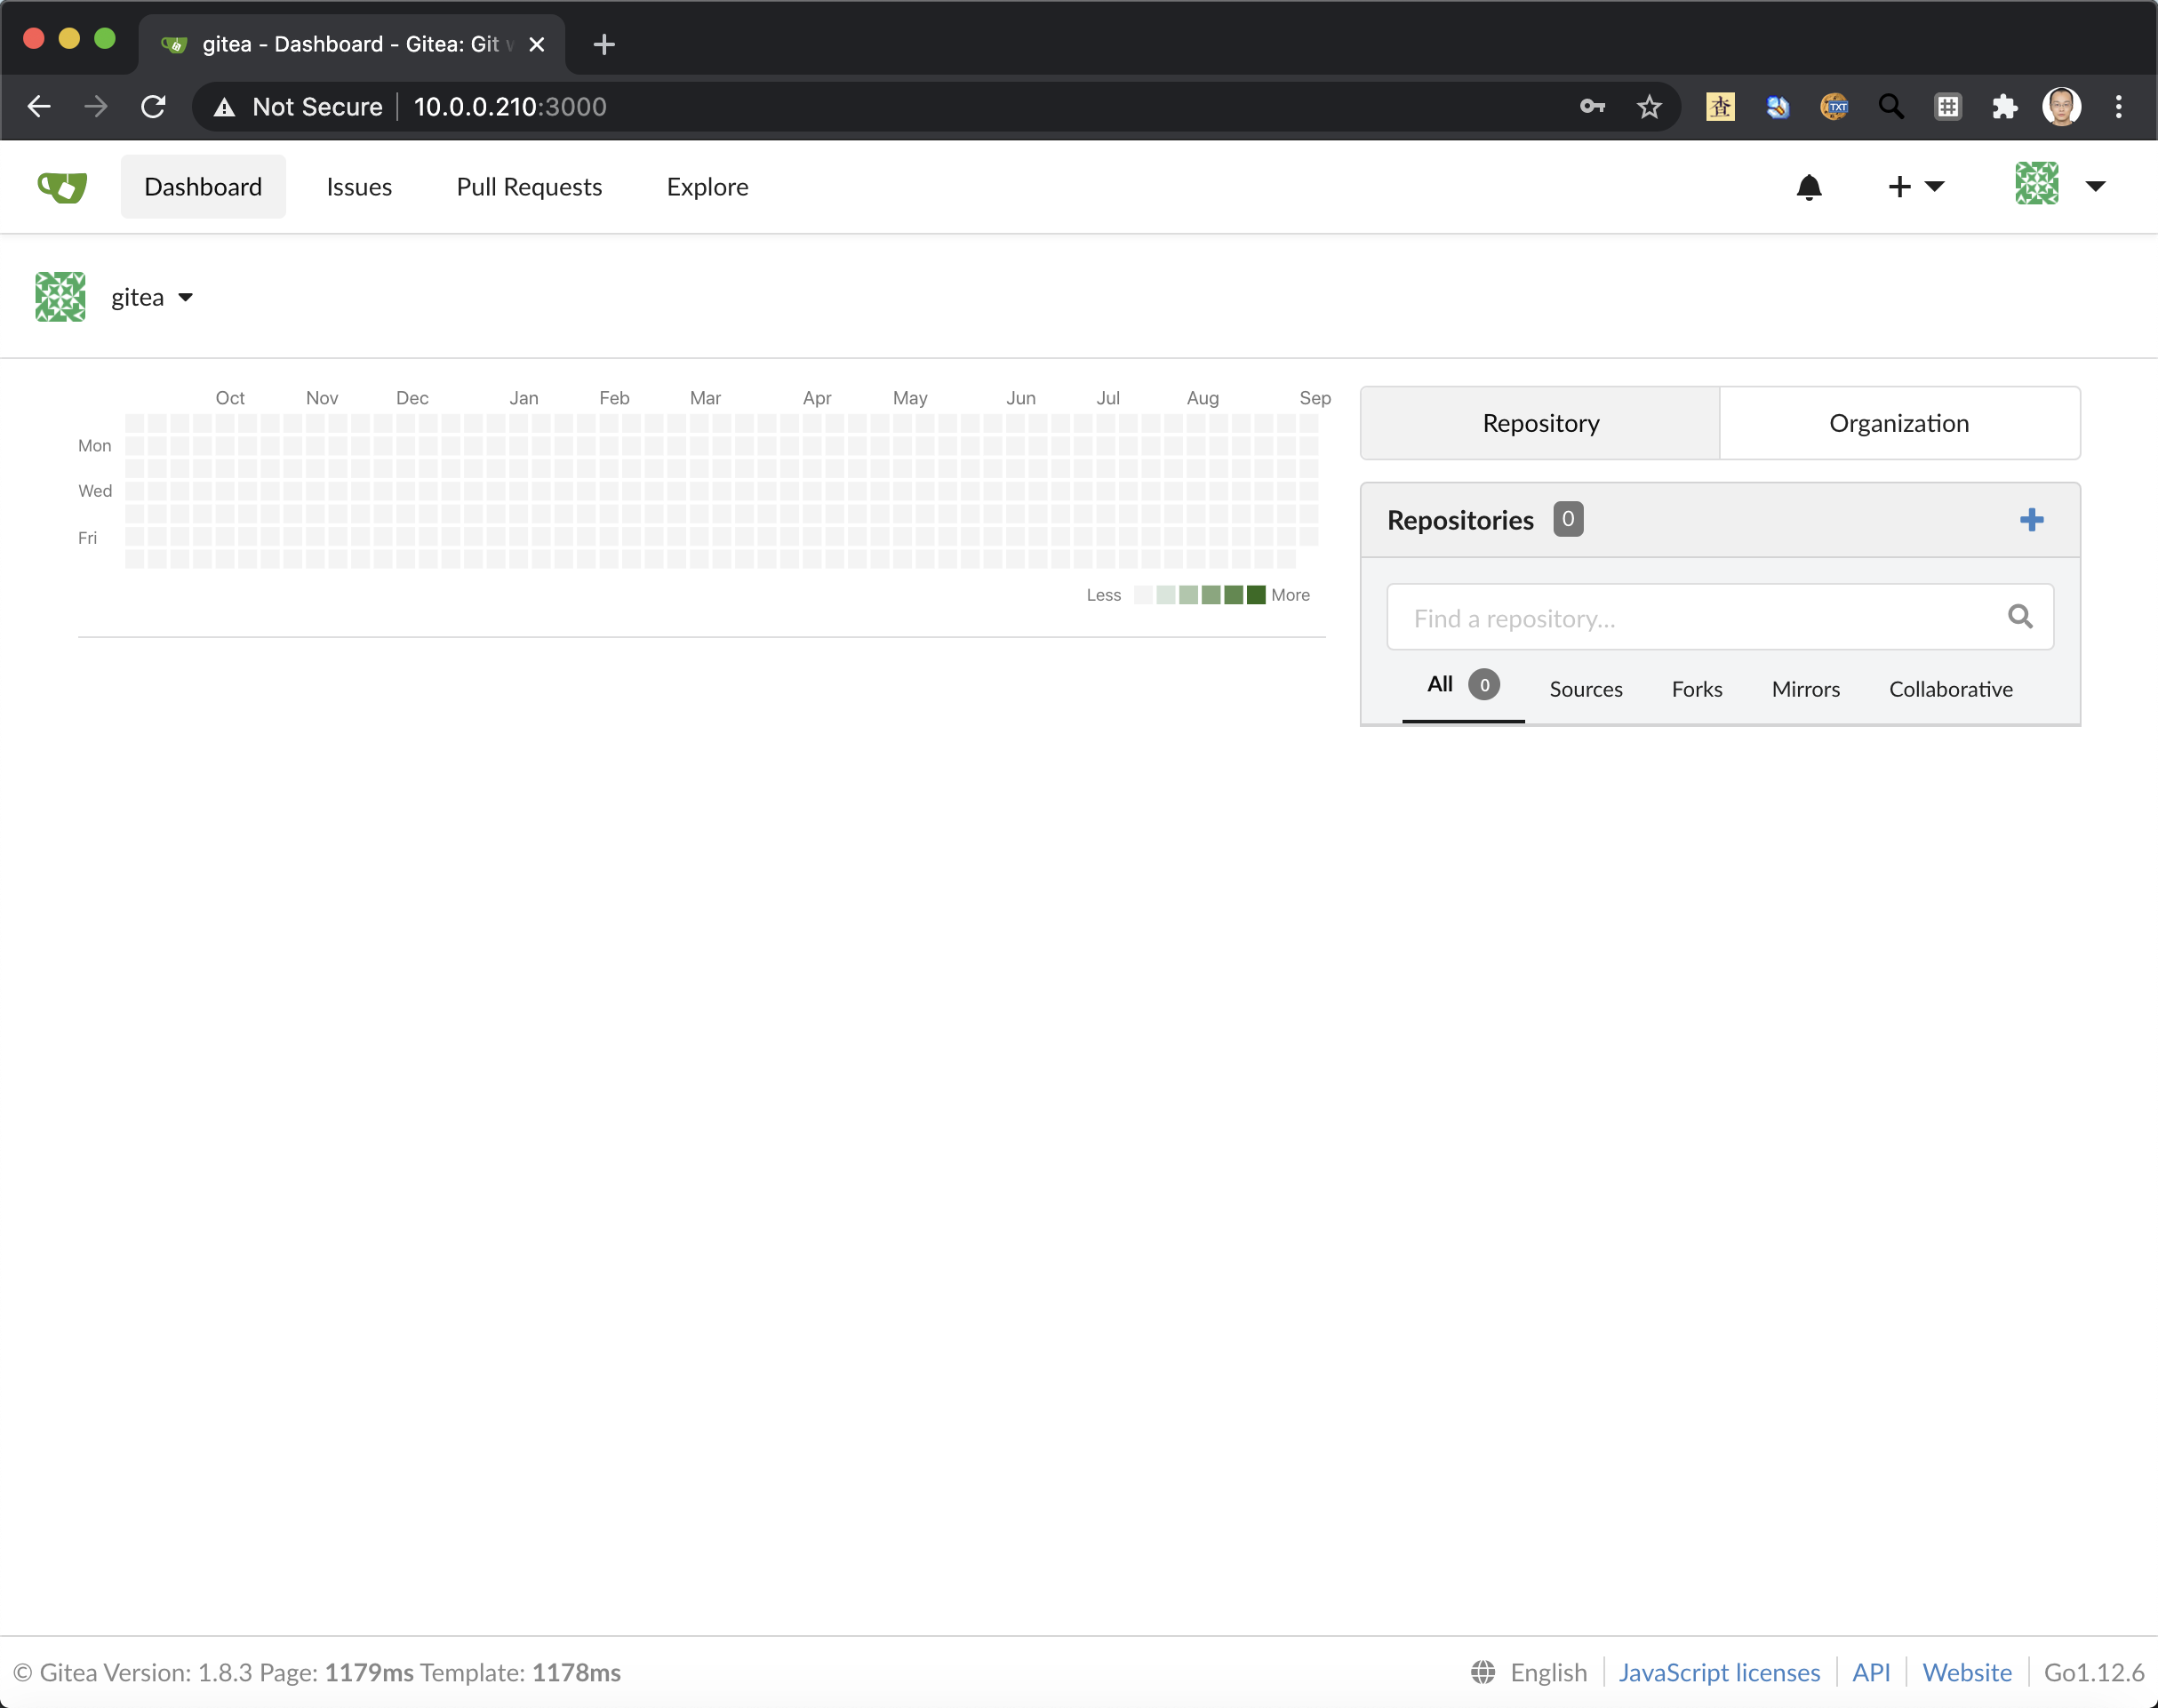 gitea - Dashboard - Gitea: Git
Not Secure 10.0.0.210:3000
查 TXT
Dashboard Issues Pull Requests Explore
gitea
Oct Nov Dec Jan Feb Mar Apr May Jun Jul Aug Sep
Mon
Wed
Fri
Less More
Repository Organization
Repositories 0
Find a repository...
All 0 Sources Forks Mirrors Collaborative
© Gitea Version: 1.8.3 Page: 1179ms Template: 1178ms English JavaScript licenses API Website Go1.12.6